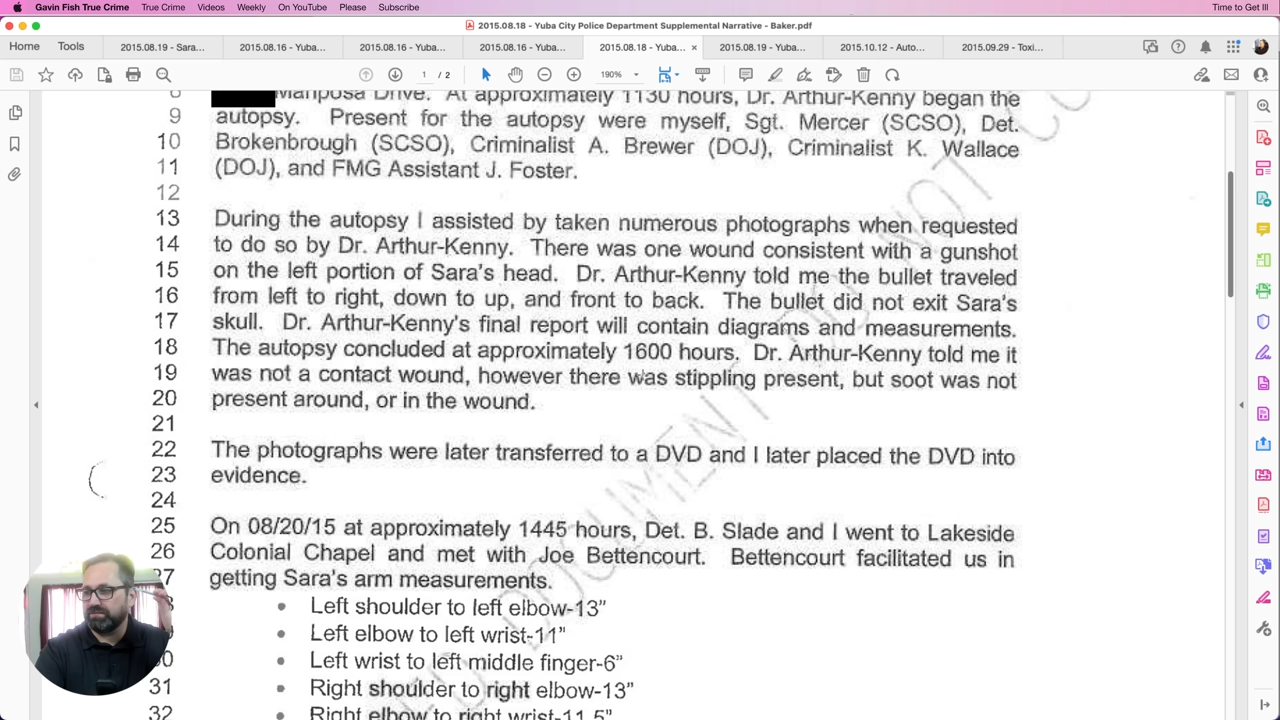 Gavin Fish True Crime True Crime Videos Weekly On YouTube Please Subscribe Time to Get Ill
2015.08.18 - Yuba City Police Department Supplemental Narrative - Baker.pdf
Home Tools 2015.08.19 - Sara... 2015.08.16 - Yuba... 2015.08.16 - Yuba... 2015.08.16 - Yuba... 2015.08.18 - Yuba... × 2015.08.19 - Yuba... 2015.10.12 - Auto... 2015.09.29 - Toxi...
1 / 2 190%
8 Mariposa Drive. At approximately 1130 hours, Dr. Arthur-Kenny began the
9 autopsy. Present for the autopsy were myself, Sgt. Mercer (SCSO), Det.
10 Brokenbrough (SCSO), Criminalist A. Brewer (DOJ), Criminalist K. Wallace
11 (DOJ), and FMG Assistant J. Foster.
12
13 During the autopsy I assisted by taken numerous photographs when requested
14 to do so by Dr. Arthur-Kenny. There was one wound consistent with a gunshot
15 on the left portion of Sara's head. Dr. Arthur-Kenny told me the bullet traveled
16 from left to right, down to up, and front to back. The bullet did not exit Sara's
17 skull. Dr. Arthur-Kenny's final report will contain diagrams and measurements.
18 The autopsy concluded at approximately 1600 hours. Dr. Arthur-Kenny told me it
19 was not a contact wound, however there was stippling present, but soot was not
20 present around, or in the wound.
21
22 The photographs were later transferred to a DVD and I later placed the DVD into
23 evidence.
24
25 On 08/20/15 at approximately 1445 hours, Det. B. Slade and I went to Lakeside
26 Colonial Chapel and met with Joe Bettencourt. Bettencourt facilitated us in
27 getting Sara's arm measurements.
• Left shoulder to left elbow-13"
• Left elbow to left wrist-11"
• Left wrist to left middle finger-6"
31 • Right shoulder to right elbow-13"
32 Right elbow to right wrist-11.5"
DOCUMENT DO NOT